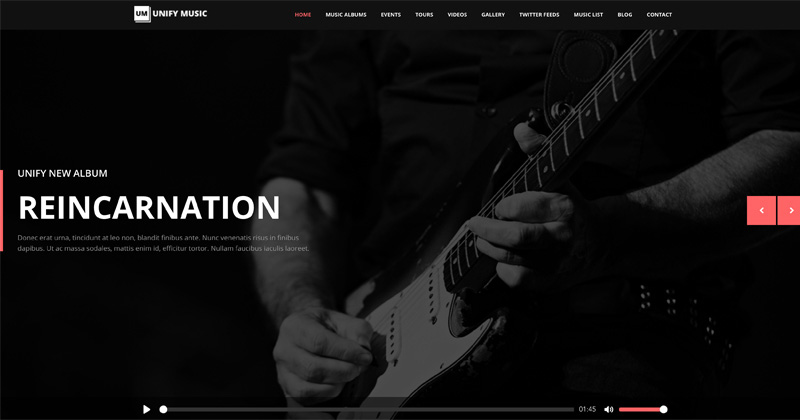 UM UNIFY MUSIC
HOME MUSIC ALBUMS EVENTS TOURS VIDEOS GALLERY TWITTER FEEDS MUSIC LIST BLOG CONTACT
UNIFY NEW ALBUM
REINCARNATION
Donec erat urna, tincidunt at leo non, blandit finibus ante. Nunc venenatis risus in finibus
dapibus. Ut ac massa sodales, mattis enim id, efficitur tortor. Nullam faucibus iaculis laoreet.
01:45